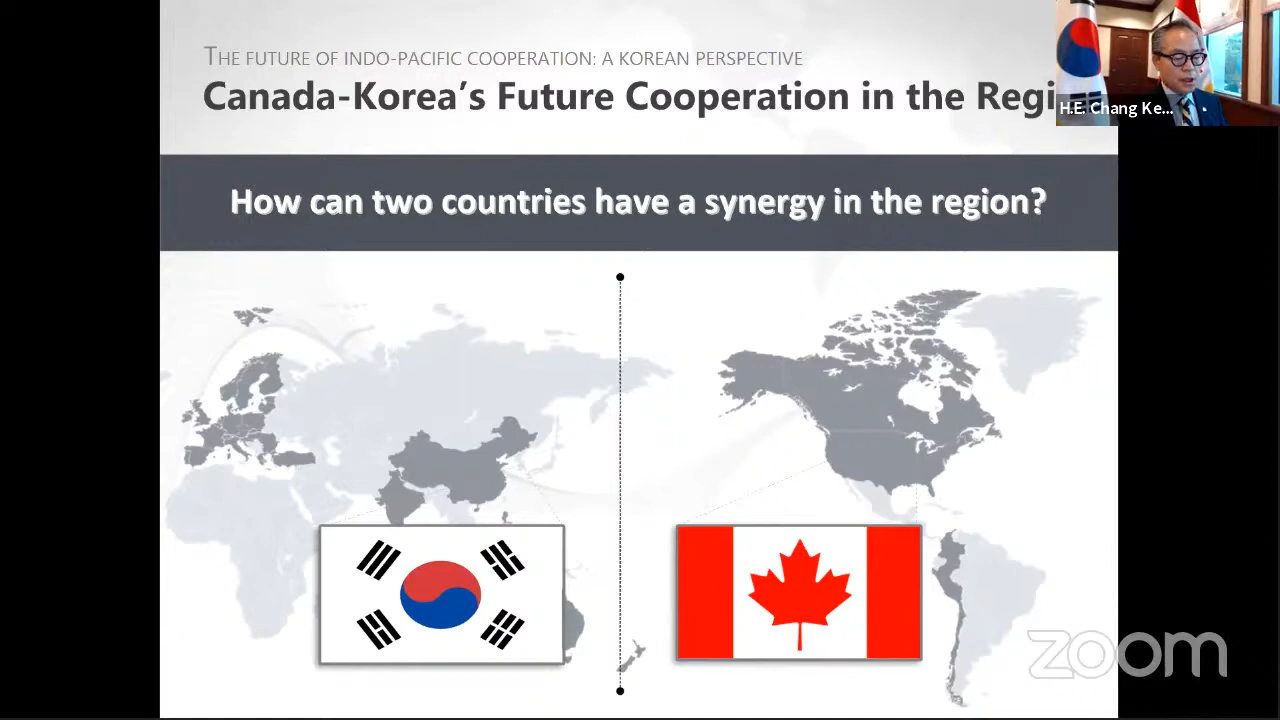 THE FUTURE OF INDO-PACIFIC COOPERATION: A KOREAN PERSPECTIVE
Canada-Korea's Future Cooperation in the Regi
H.E. Chang Ke...
How can two countries have a synergy in the region?
zoom